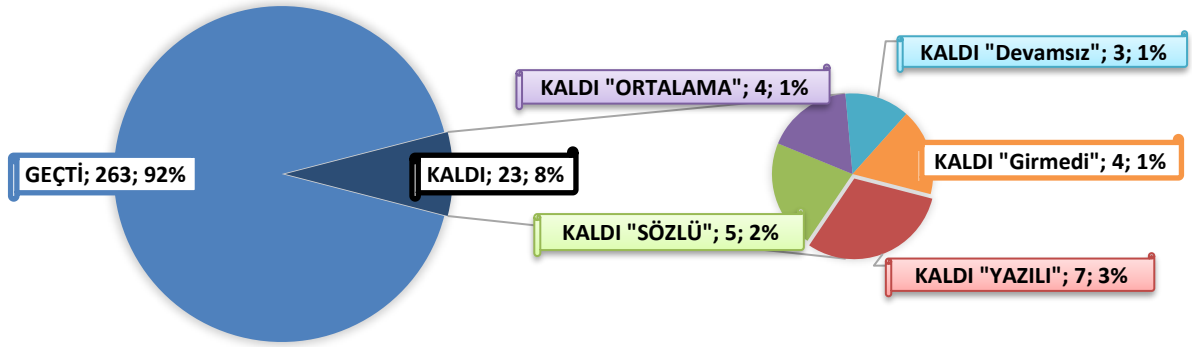 KALDI "Devamsız"; 3; 1%
KALDI "ORTALAMA"; 4; 1%
GEÇTİ; 263; 92%
KALDI; 23; 8%
KALDI "Girmedi"; 4; 1%
KALDI "SÖZLÜ"; 5; 2%
KALDI "YAZILI"; 7; 3%